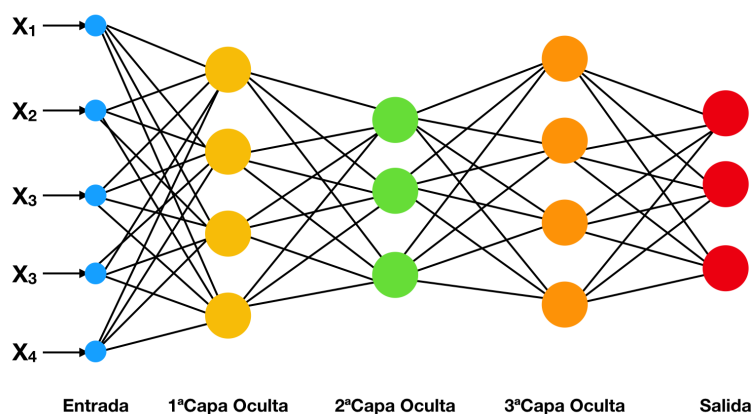 X₁
X₂
X₃
X₃
X₄
Entrada
1ªCapa Oculta
2ªCapa Oculta
3ªCapa Oculta
Salida